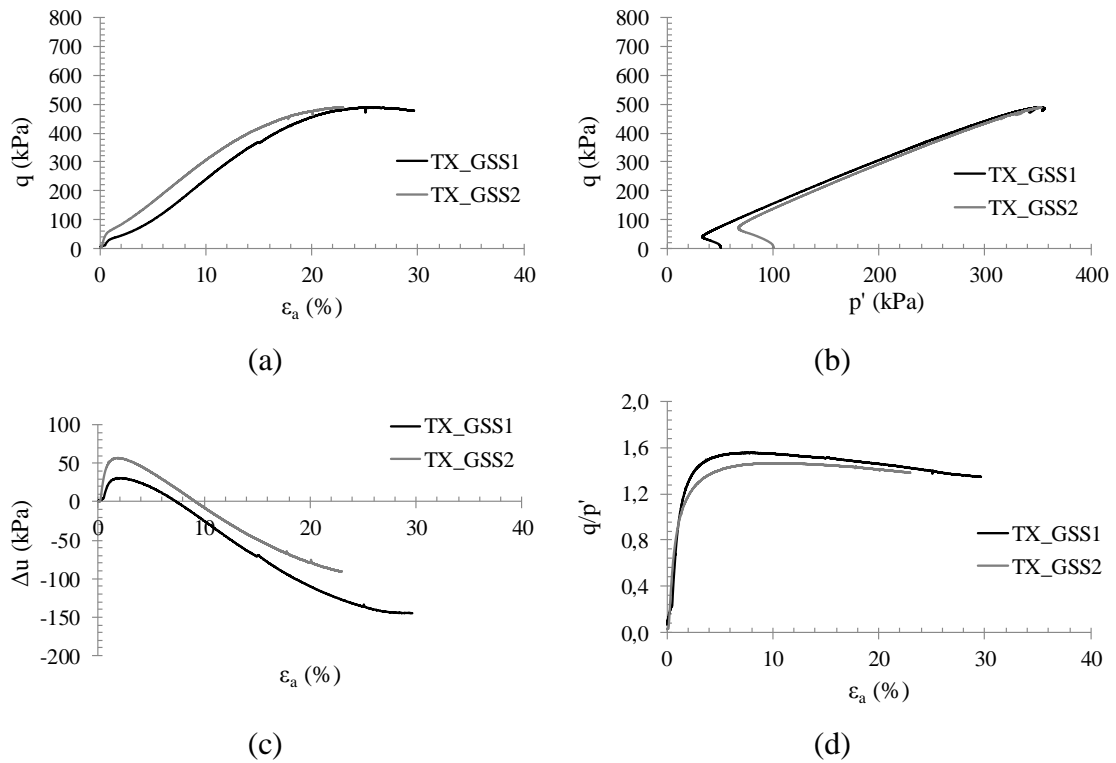 800
700
600
500
400
300
200
100
0
q (kPa)
0 10 20 30 40
εa (%)
TX_GSS1
TX_GSS2
(a)
800
700
600
500
400
300
200
100
0
q (kPa)
0 100 200 300 400
p' (kPa)
TX_GSS1
TX_GSS2
(b)
100
50
0
-50
-100
-150
-200
Δu (kPa)
0 10 20 30 40
εa (%)
TX_GSS1
TX_GSS2
(c)
2,0
1,6
1,2
0,8
0,4
0,0
q/p'
0 10 20 30 40
εa (%)
TX_GSS1
TX_GSS2
(d)